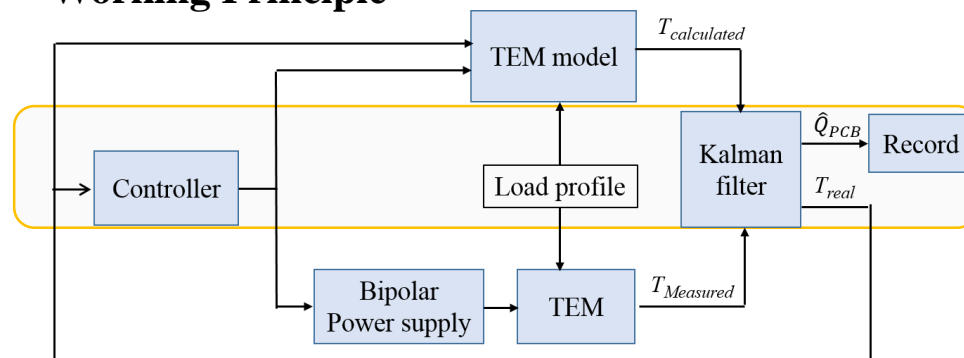 Working Principle
TEM model
T_calculated
Controller
Load profile
Kalman
filter
Q̂_PCB
Record
T_real
Bipolar
Power supply
TEM
T_Measured